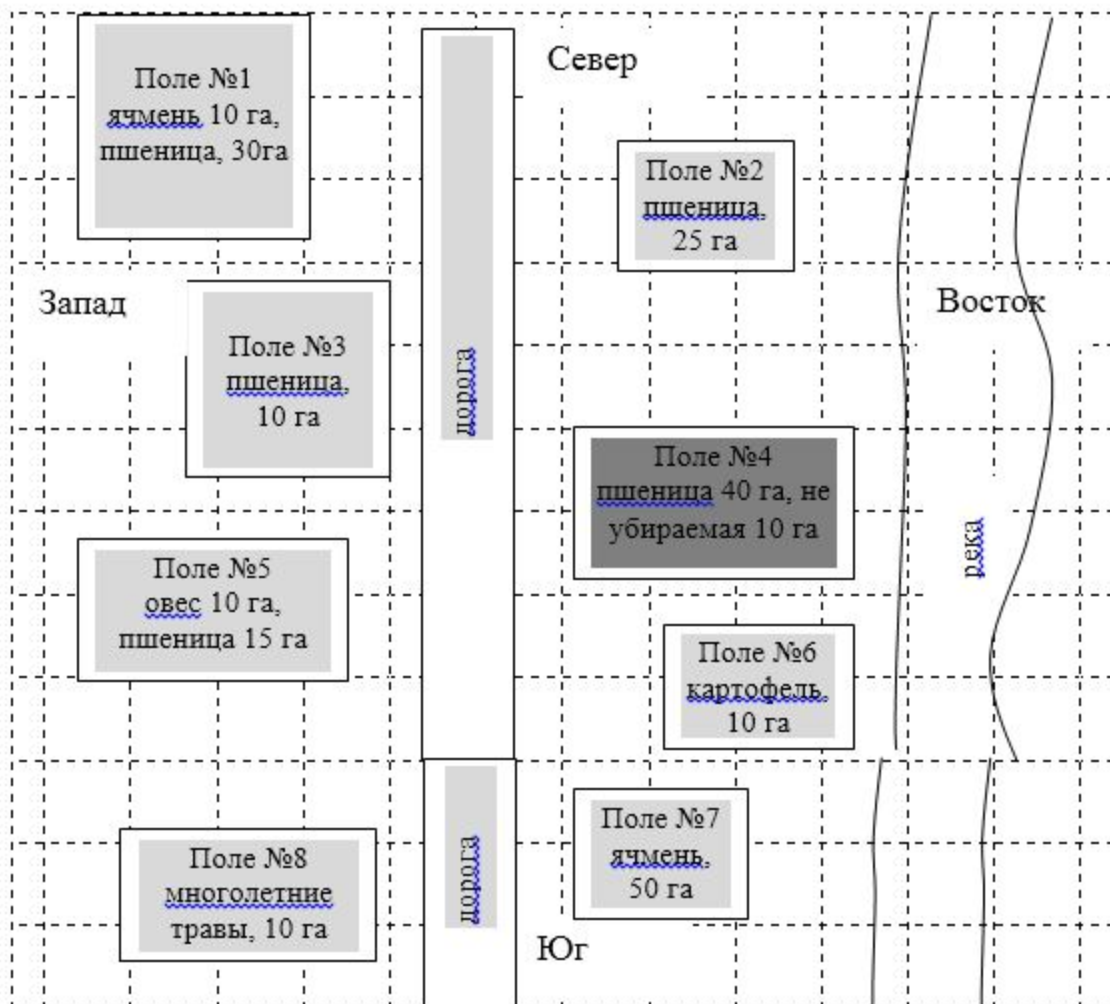 Поле №1
ячмень 10 га,
пшеница, 30га
Север
Поле №2
пшеница,
25 га
Запад
Восток
Поле №3
пшеница,
10 га
дорога
Поле №4
пшеница 40 га, не
убираемая 10 га
река
Поле №5
овес 10 га,
пшеница 15 га
Поле №6
картофель,
10 га
Поле №7
ячмень,
50 га
Поле №8
многолетние
травы, 10 га
дорога
Юг